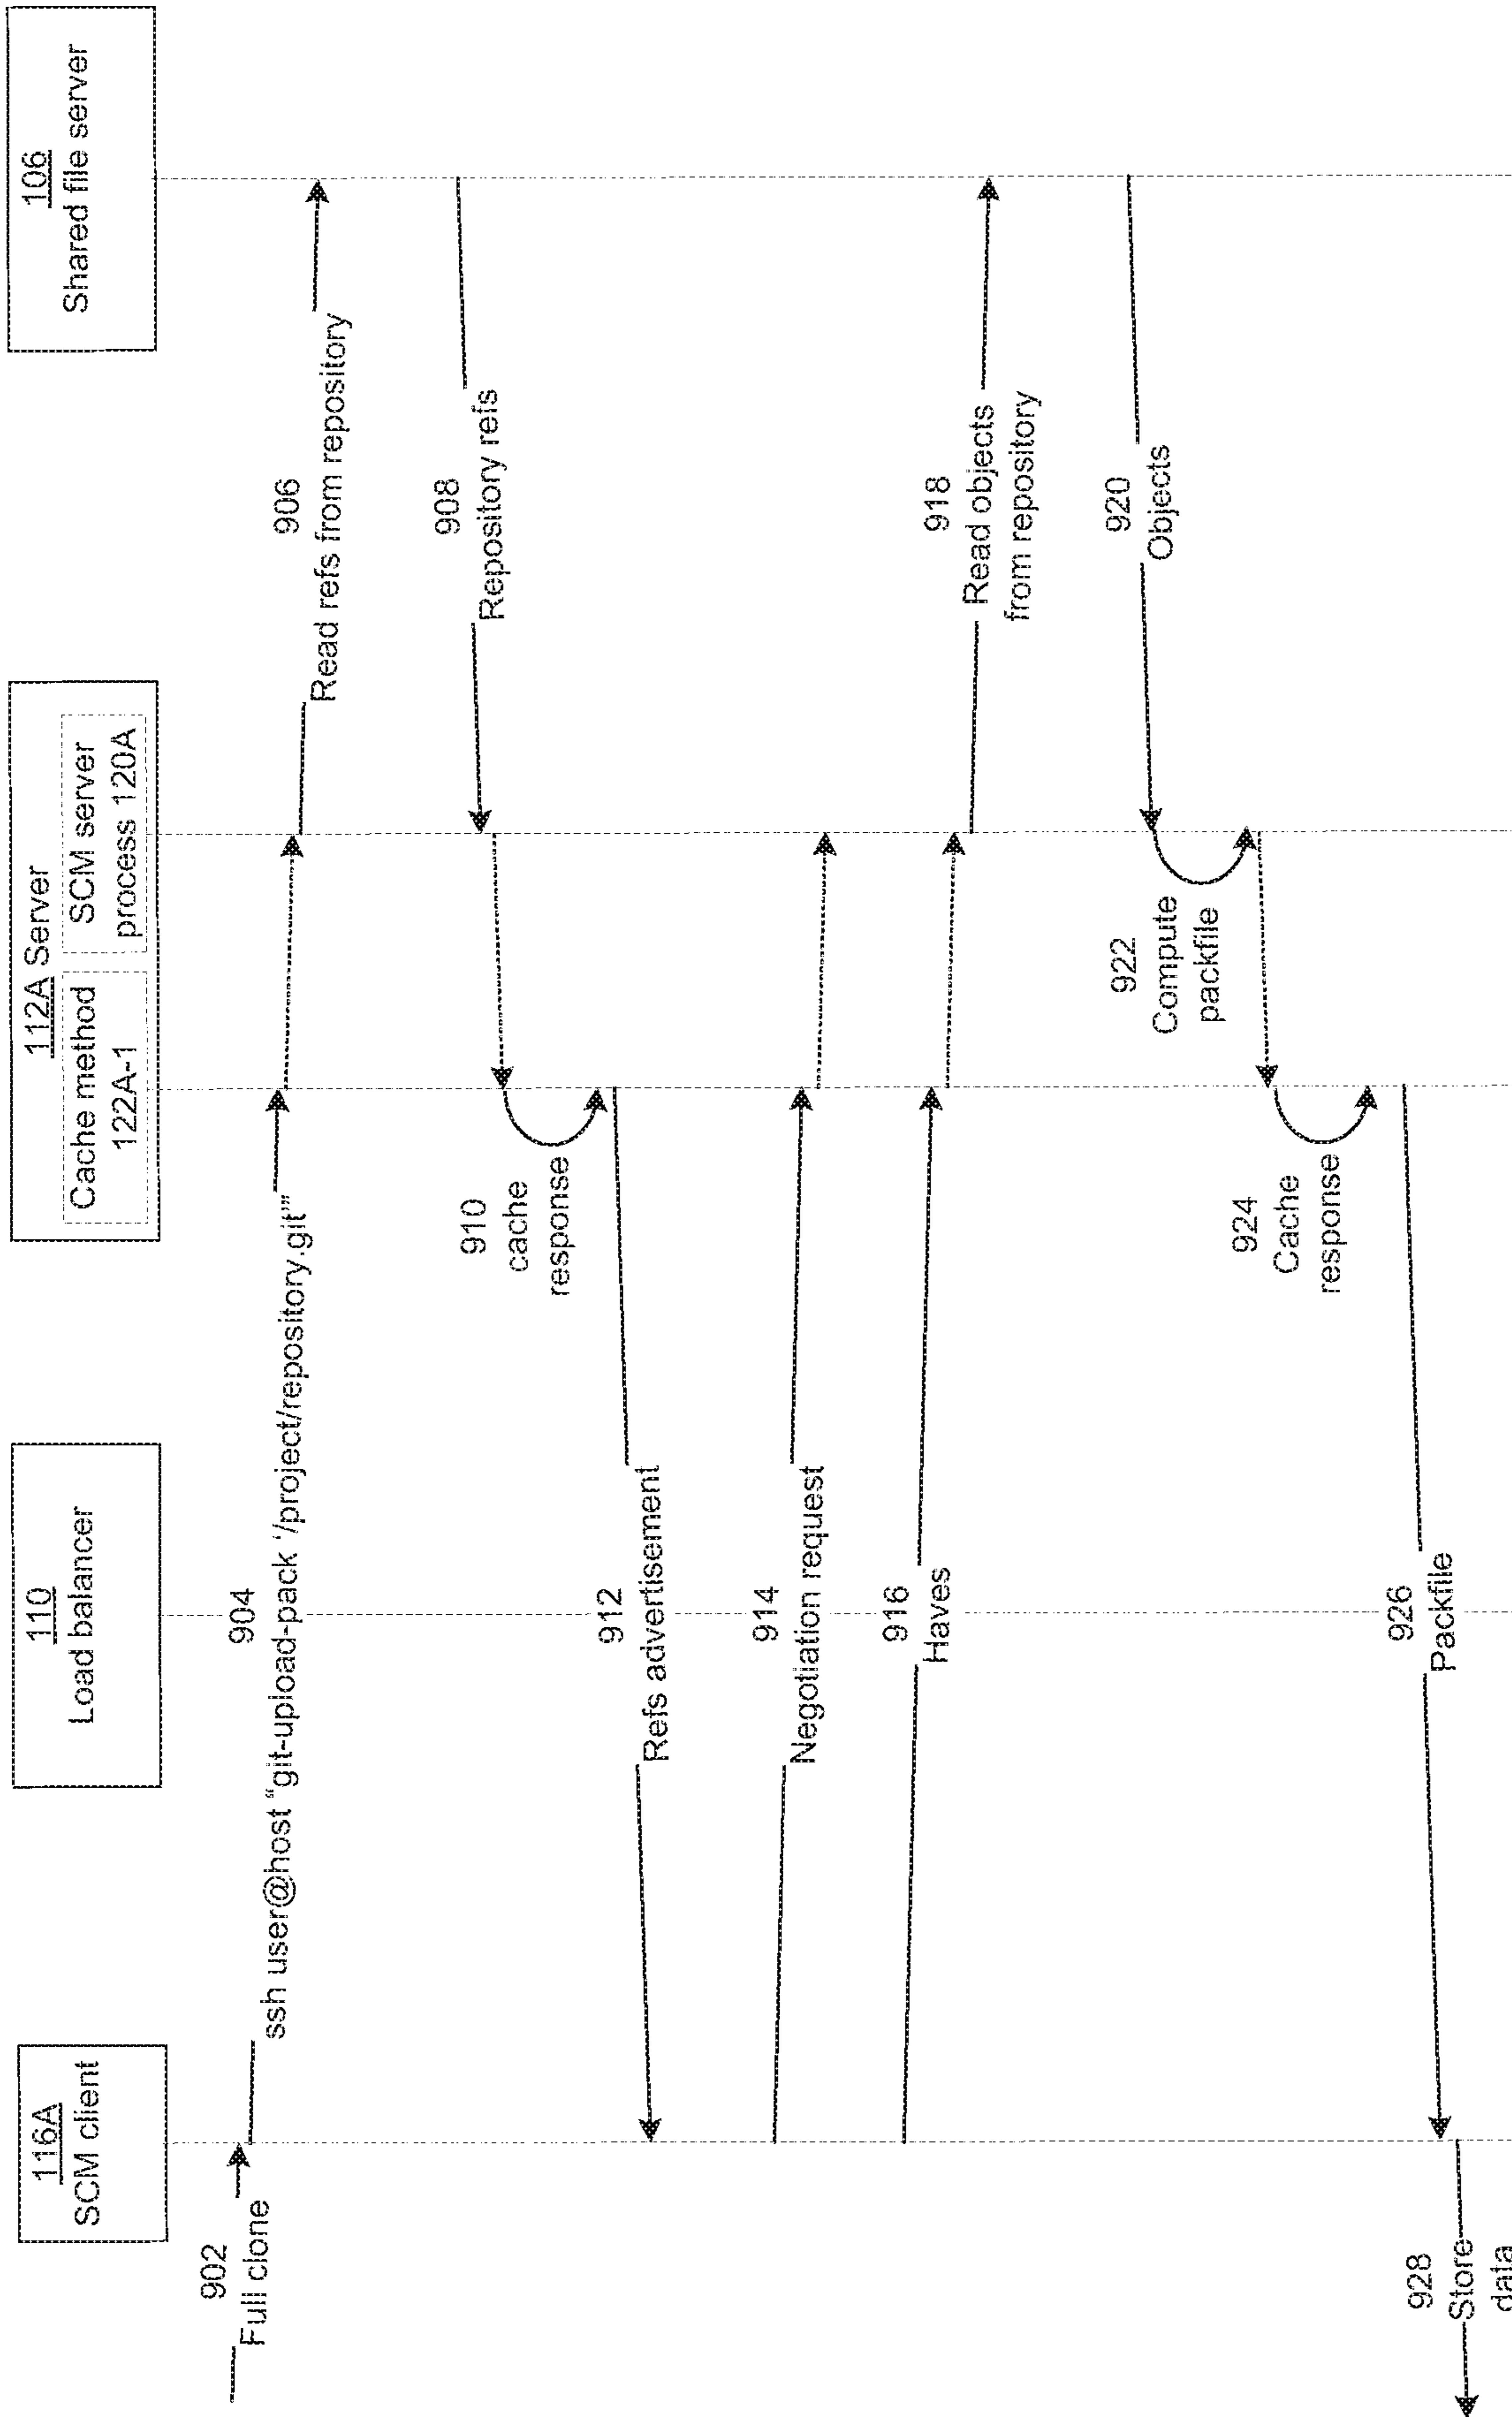 116A
SCM client
110
Load balancer
112A Server
Cache method
122A-1
SCM server
process 120A
106
Shared file server
902
Full clone
904
ssh user@host “git-upload-pack ‘/project/repository.git’”
906
Read refs from repository
908
Repository refs
910
cache
response
912
Refs advertisement
914
Negotiation request
916
Haves
918
Read objects
from repository
920
Objects
922
Compute
packfile
924
Cache
response
926
Packfile
928
Store
data